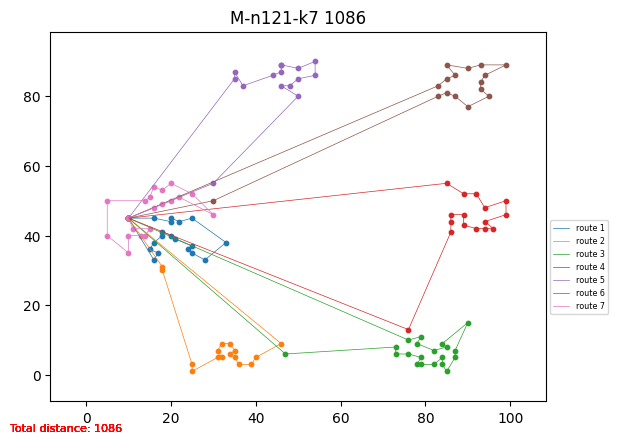 M-n121-k7 1086
80
60
40
20
0
0 20 40 60 80 100
route 1
route 2
route 3
route 4
route 5
route 6
route 7
Total distance: 1086